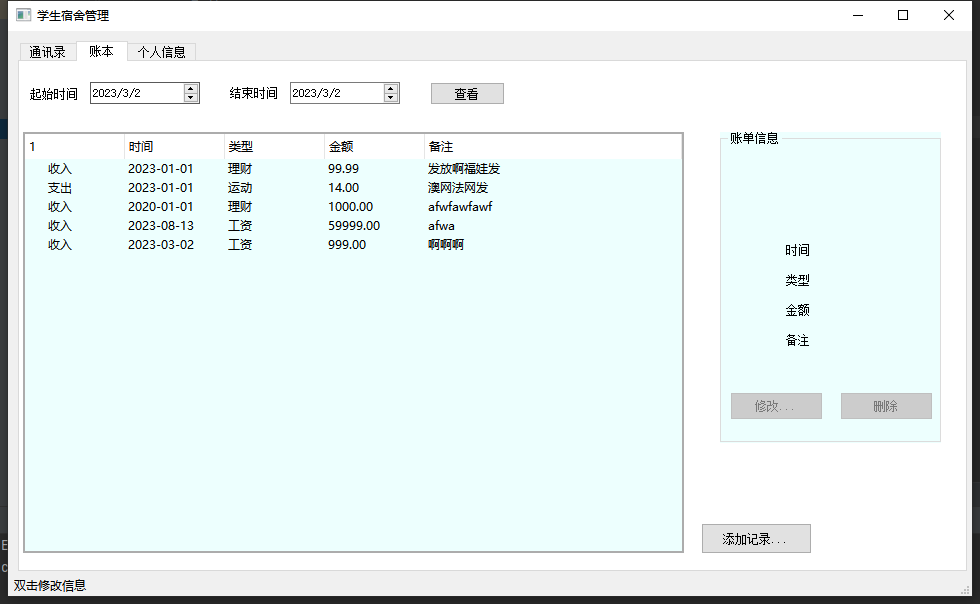 学生宿舍管理
通讯录 账本 个人信息
起始时间 2023/3/2 结束时间 2023/3/2 查看
1 时间 类型 金额 备注
收入 2023-01-01 理财 99.99 发放啊福娃发
支出 2023-01-01 运动 14.00 澳网法网发
收入 2020-01-01 理财 1000.00 afwfawfawf
收入 2023-08-13 工资 59999.00 afwa
收入 2023-03-02 工资 999.00 啊啊啊
账单信息
时间
类型
金额
备注
修改... 删除
添加记录...
双击修改信息